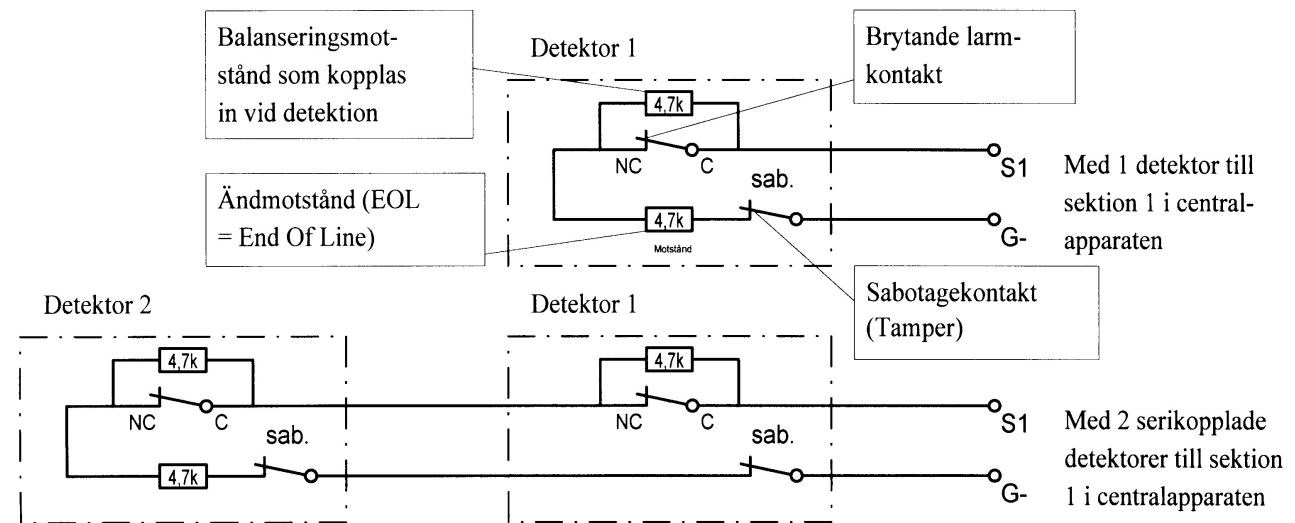 Balanseringsmot-
stånd som kopplas
in vid detektion
Detektor 1
Brytande larm-
kontakt
4,7k
NC
C
S1
sab.
4,7k
Motstånd
G-
Med 1 detektor till
sektion 1 i central-
apparaten
Ändmotstånd (EOL
= End Of Line)
Sabotagekontakt
(Tamper)
Detektor 2
Detektor 1
4,7k
4,7k
NC
C
NC
C
S1
sab.
sab.
4,7k
G-
Med 2 serikopplade
detektorer till sektion
1 i centralapparaten